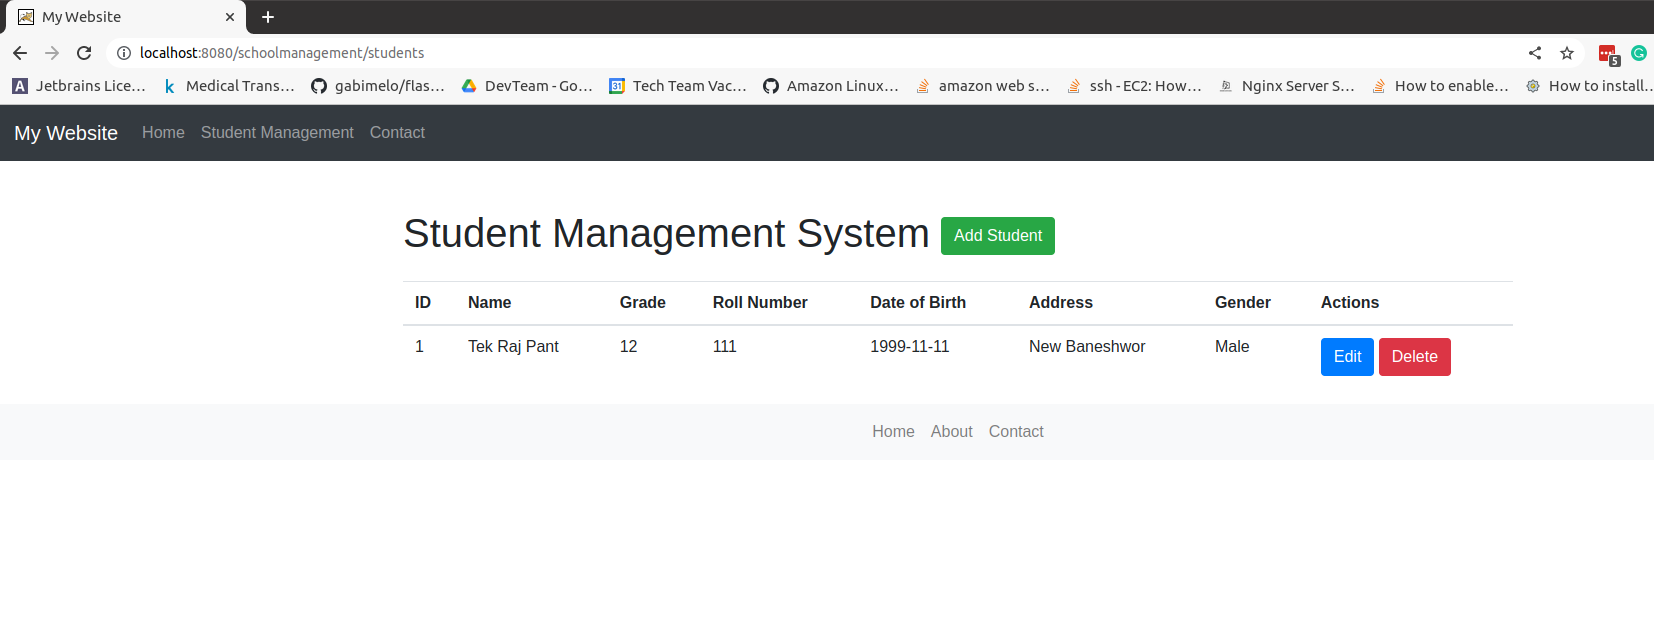 My Website
localhost:8080/schoolmanagement/students
5
Jetbrains Lice... Medical Trans... gabimelo/flas... DevTeam - Go... 31 Tech Team Vac... Amazon Linux... amazon web s... ssh - EC2: How... Nginx Server S... How to enable... How to install...
My Website Home Student Management Contact
Student Management System Add Student
ID Name Grade Roll Number Date of Birth Address Gender Actions
1 Tek Raj Pant 12 111 1999-11-11 New Baneshwor Male Edit Delete
Home About Contact